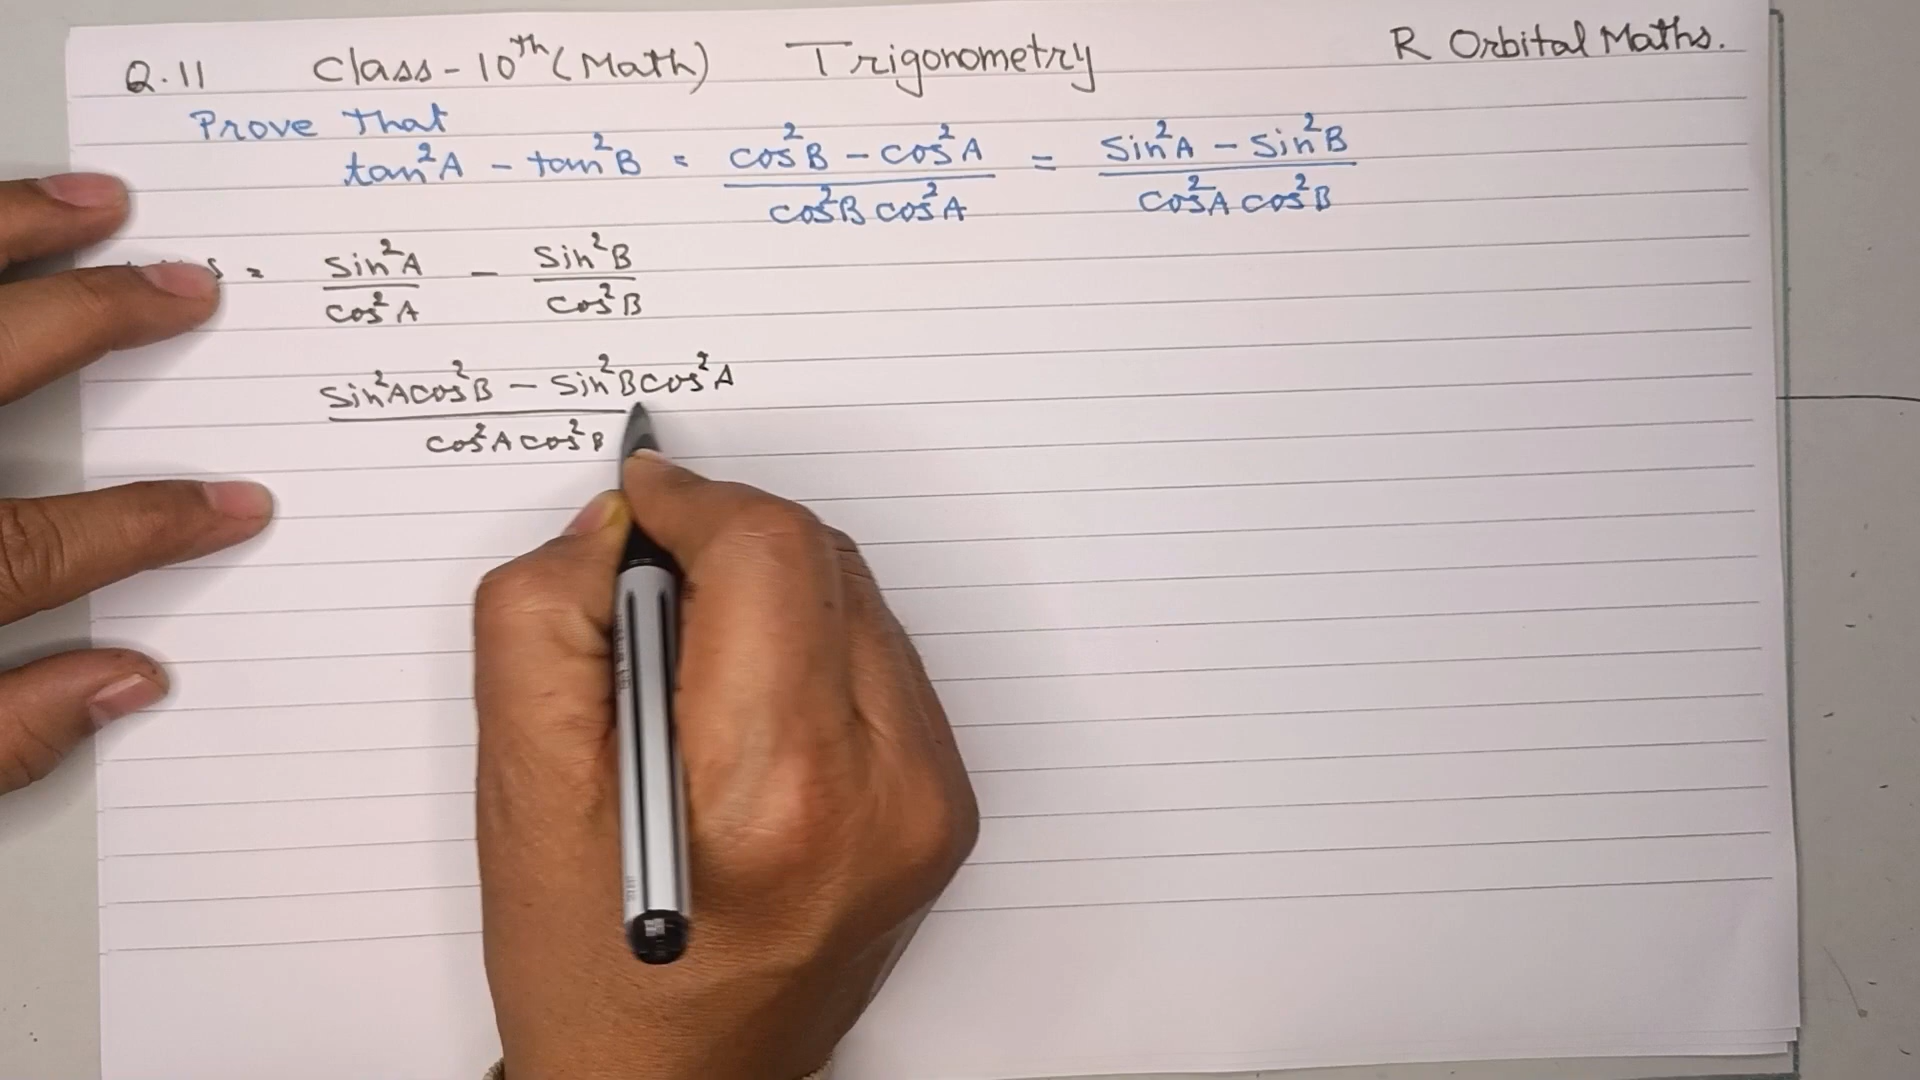 Q.11 Class-10th (Math) Trigonometry R Orbital Maths.
Prove that
tan²A - tan²B = (cos²B - cos²A)/(cos²B cos²A) = (Sin²A - Sin²B)/(cos²A cos²B)
= Sin²A/cos²A - Sin²B/cos²B
(Sin²A cos²B - Sin²B cos²A)/(cos²A cos²B)